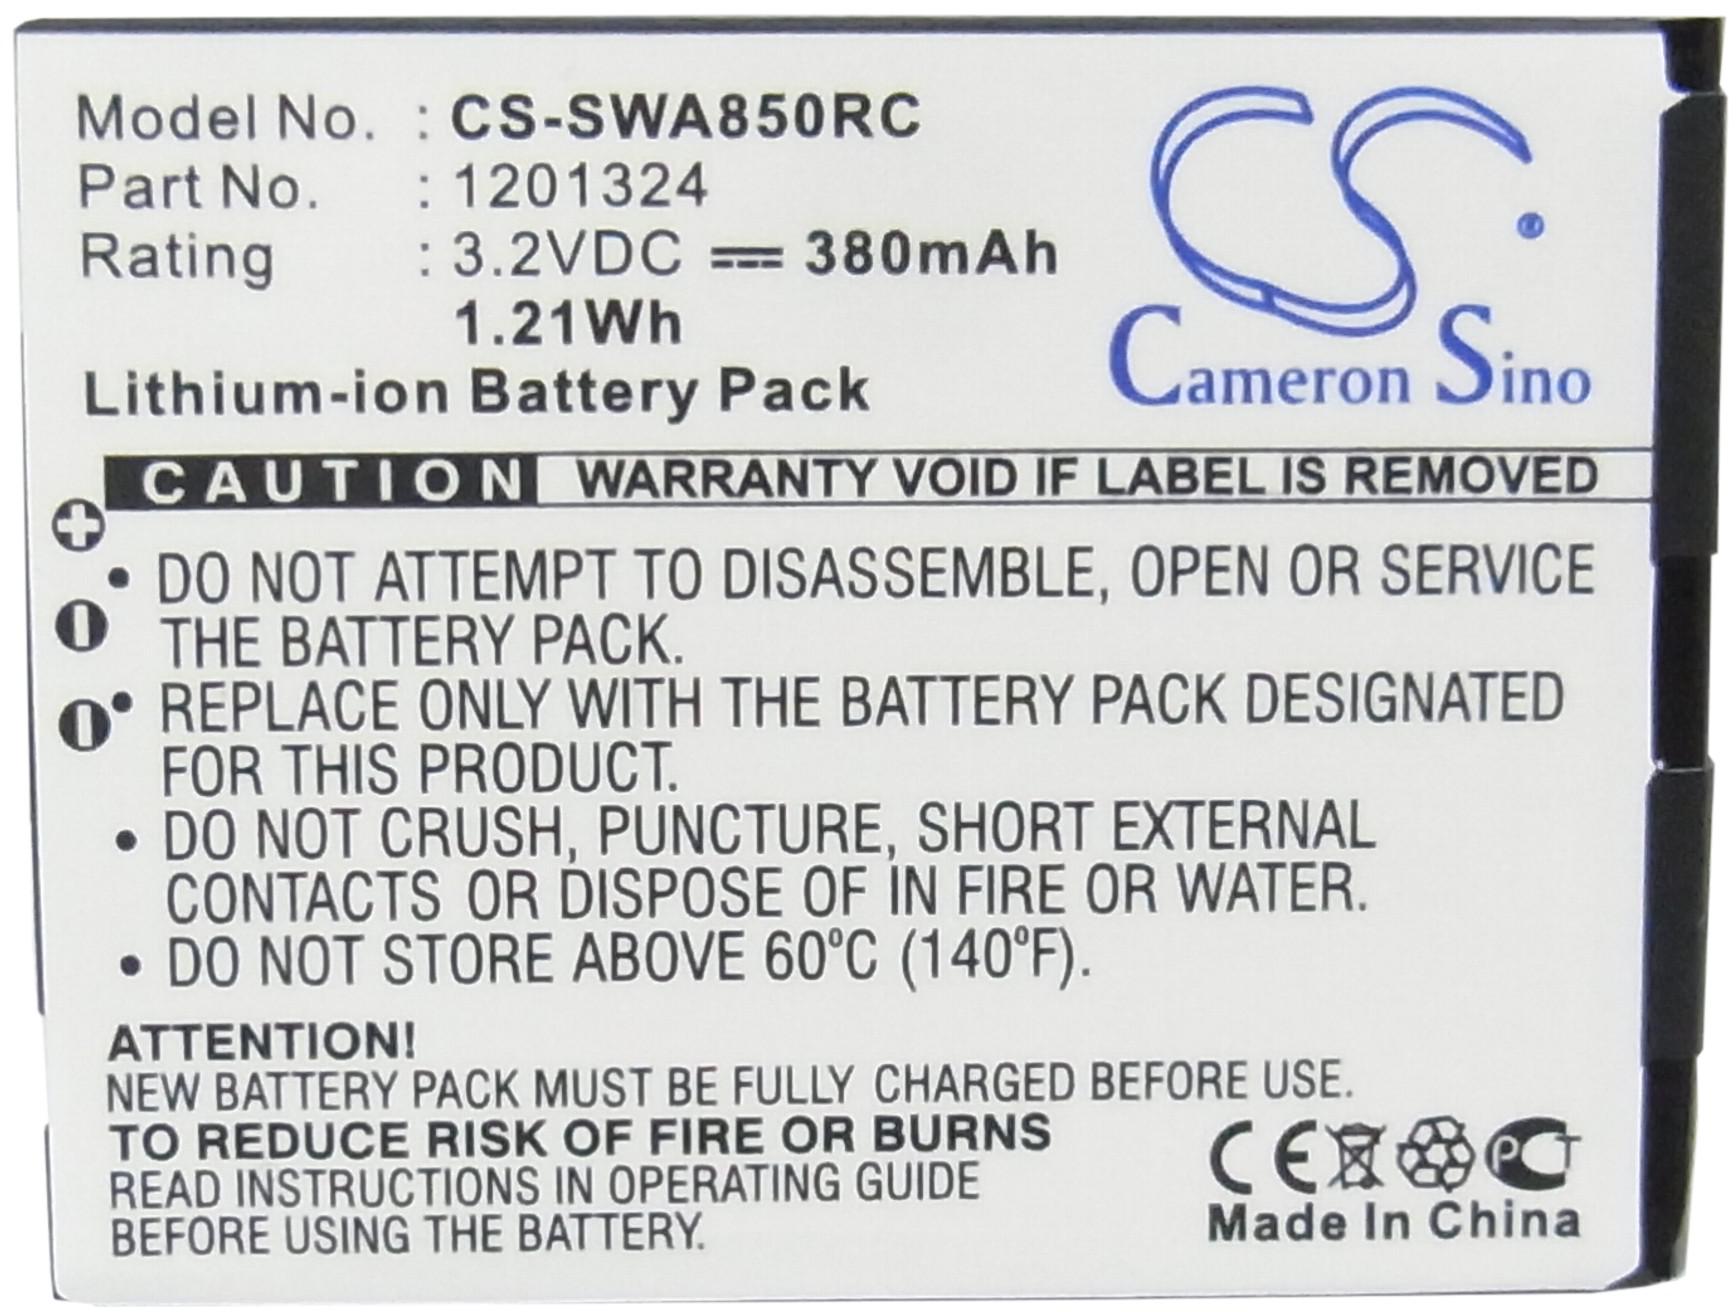 Model No. : CS-SWA850RC
Part No. : 1201324
Rating : 3.2VDC ⎓ 380mAh
1.21Wh
Lithium-ion Battery Pack
CS ®
Cameron Sino
CAUTION WARRANTY VOID IF LABEL IS REMOVED
• DO NOT ATTEMPT TO DISASSEMBLE, OPEN OR SERVICE
THE BATTERY PACK.
• REPLACE ONLY WITH THE BATTERY PACK DESIGNATED
FOR THIS PRODUCT.
• DO NOT CRUSH, PUNCTURE, SHORT EXTERNAL
CONTACTS OR DISPOSE OF IN FIRE OR WATER.
• DO NOT STORE ABOVE 60ºC (140ºF).
ATTENTION!
NEW BATTERY PACK MUST BE FULLY CHARGED BEFORE USE.
TO REDUCE RISK OF FIRE OR BURNS
READ INSTRUCTIONS IN OPERATING GUIDE
BEFORE USING THE BATTERY.
CE PCT
Made In China